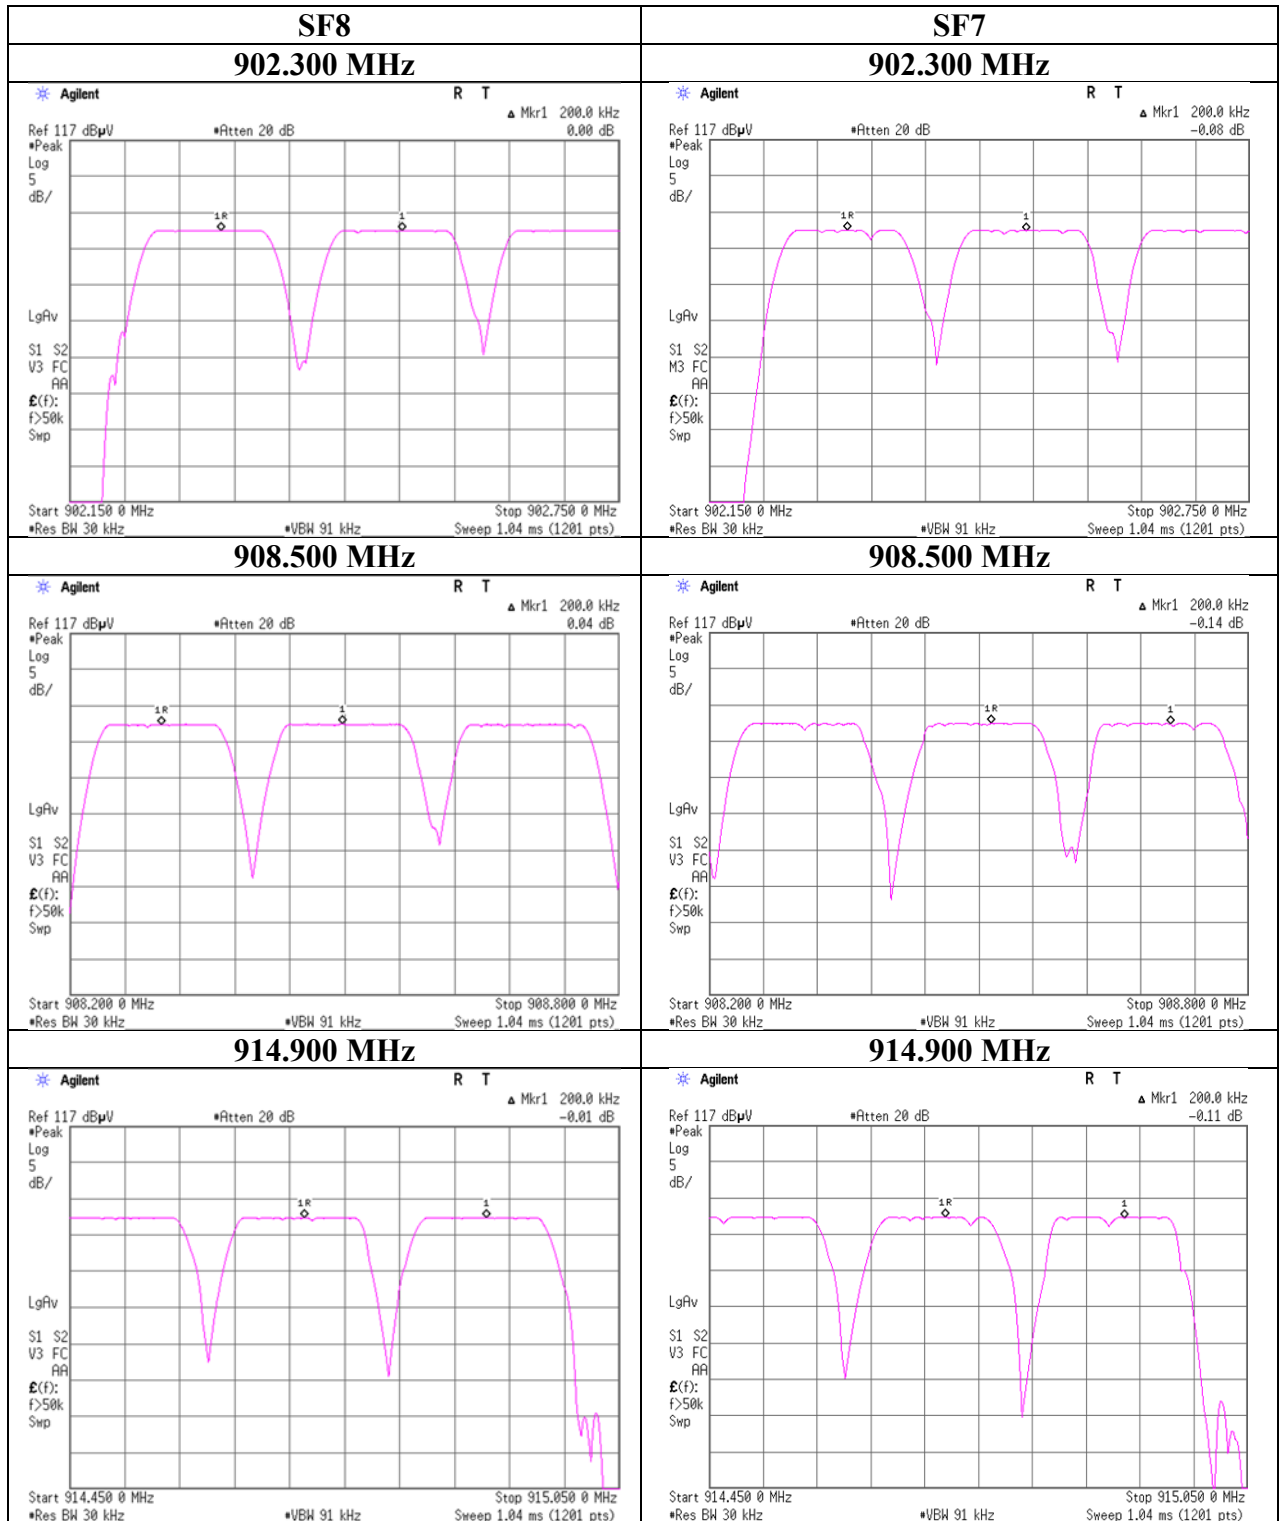 SF8 SF7
902.300 MHz 902.300 MHz
Agilent R T
Δ Mkr1 200.0 kHz
Ref 117 dBµV #Atten 20 dB 0.00 dB
#Peak
Log
5
dB/
1R 1
LgAv
S1 S2
V3 FC
AA
£(f):
f>50k
Swp
Start 902.150 0 MHz Stop 902.750 0 MHz
#Res BW 30 kHz #VBW 91 kHz Sweep 1.04 ms (1201 pts)
Agilent R T
Δ Mkr1 200.0 kHz
Ref 117 dBµV #Atten 20 dB -0.08 dB
#Peak
Log
5
dB/
1R 1
LgAv
S1 S2
M3 FC
AA
£(f):
f>50k
Swp
Start 902.150 0 MHz Stop 902.750 0 MHz
#Res BW 30 kHz #VBW 91 kHz Sweep 1.04 ms (1201 pts)
908.500 MHz 908.500 MHz
Agilent R T
Δ Mkr1 200.0 kHz
Ref 117 dBµV #Atten 20 dB 0.04 dB
#Peak
Log
5
dB/
1R 1
LgAv
S1 S2
V3 FC
AA
£(f):
f>50k
Swp
Start 908.200 0 MHz Stop 908.800 0 MHz
#Res BW 30 kHz #VBW 91 kHz Sweep 1.04 ms (1201 pts)
Agilent R T
Δ Mkr1 200.0 kHz
Ref 117 dBµV #Atten 20 dB -0.14 dB
#Peak
Log
5
dB/
1R 1
LgAv
S1 S2
V3 FC
AA
£(f):
f>50k
Swp
Start 908.200 0 MHz Stop 908.800 0 MHz
#Res BW 30 kHz #VBW 91 kHz Sweep 1.04 ms (1201 pts)
914.900 MHz 914.900 MHz
Agilent R T
Δ Mkr1 200.0 kHz
Ref 117 dBµV #Atten 20 dB -0.01 dB
#Peak
Log
5
dB/
1R 1
LgAv
S1 S2
V3 FC
AA
£(f):
f>50k
Swp
Start 914.450 0 MHz Stop 915.050 0 MHz
#Res BW 30 kHz #VBW 91 kHz Sweep 1.04 ms (1201 pts)
Agilent R T
Δ Mkr1 200.0 kHz
Ref 117 dBµV #Atten 20 dB -0.11 dB
#Peak
Log
5
dB/
1R 1
LgAv
S1 S2
V3 FC
AA
£(f):
f>50k
Swp
Start 914.450 0 MHz Stop 915.050 0 MHz
#Res BW 30 kHz #VBW 91 kHz Sweep 1.04 ms (1201 pts)